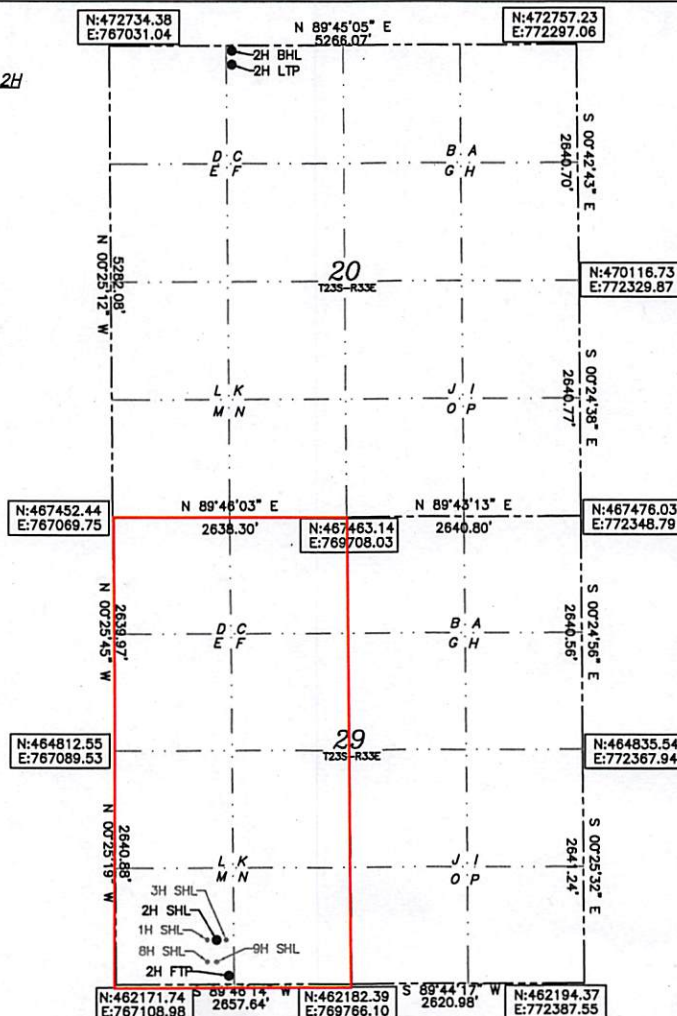 N:472734.38
E:767031.04
N 89°45'05" E
5266.07'
N:472757.23
E:772297.06
2H
2H BHL
2H LTP
D C
E F
B A
G H
S 00°42'43" E
2640.70'
5282.08'
N 00°25'12" W
20
T23S-R33E
N:470116.73
E:772329.87
L K
M N
J I
O P
S 00°24'38" E
2640.77'
N:467452.44
E:767069.75
N 89°46'03" E
2638.30'
N:467463.14
E:769708.03
N 89°43'13" E
2640.80'
N:467476.03
E:772348.79
2639.97'
N 00°25'45" W
D C
E F
B A
G H
S 00°24'56" E
2640.56'
N:464812.55
E:767089.53
29
T23S-R33E
N:464835.54
E:772367.94
2640.88'
N 00°25'19" W
L K
M N
J I
O P
S 00°25'32" E
2641.24'
3H SHL
2H SHL
1H SHL
8H SHL
9H SHL
2H FTP
N:462171.74
E:767108.98
S 89°46'14" W
2657.64'
N:462182.39
E:769766.10
S 89°44'17" W
2620.98'
N:462194.37
E:772387.55